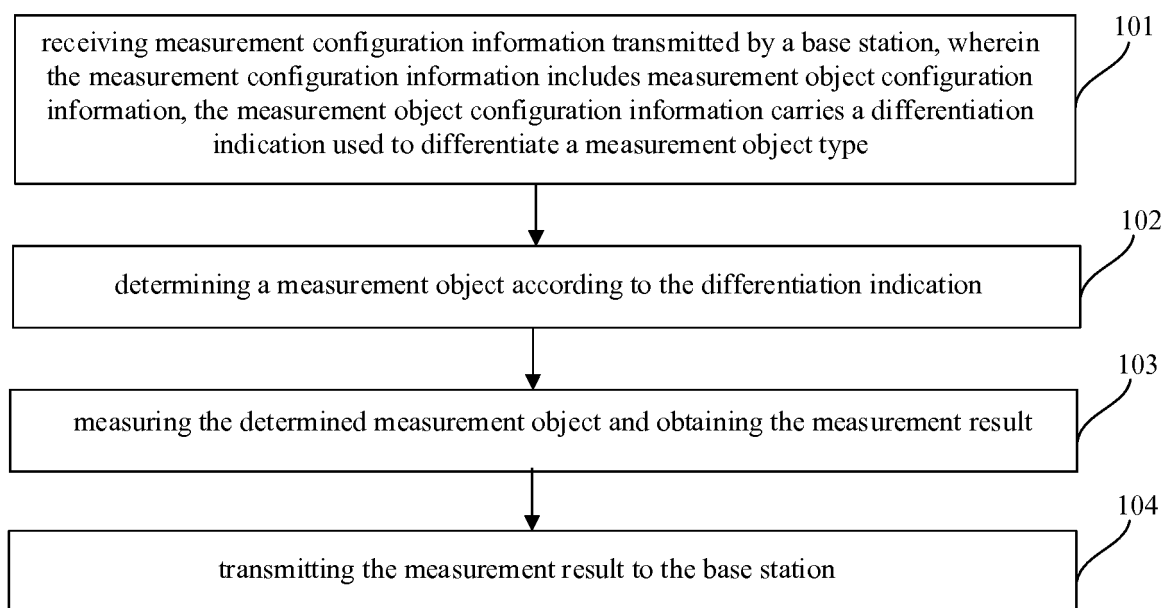 101
receiving measurement configuration information transmitted by a base station, wherein
the measurement configuration information includes measurement object configuration
information, the measurement object configuration information carries a differentiation
indication used to differentiate a measurement object type
102
determining a measurement object according to the differentiation indication
103
measuring the determined measurement object and obtaining the measurement result
104
transmitting the measurement result to the base station